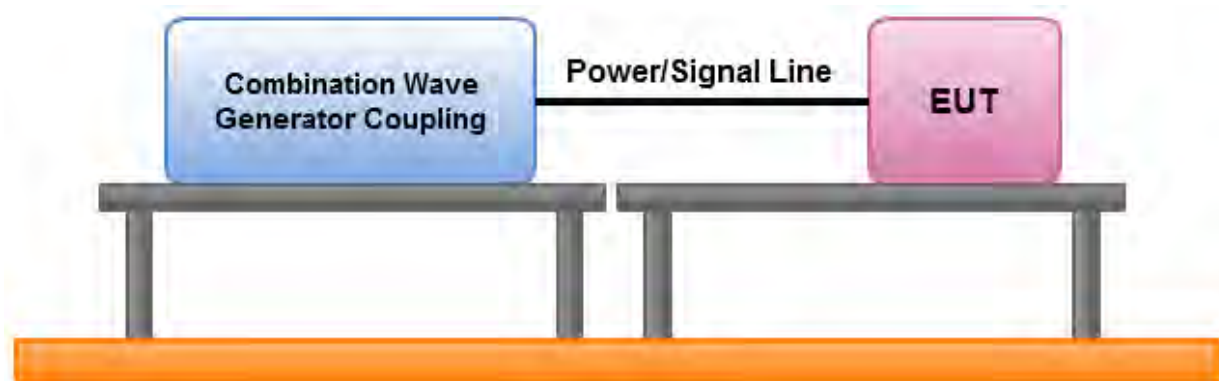 Combination Wave
Generator Coupling
Power/Signal Line
EUT